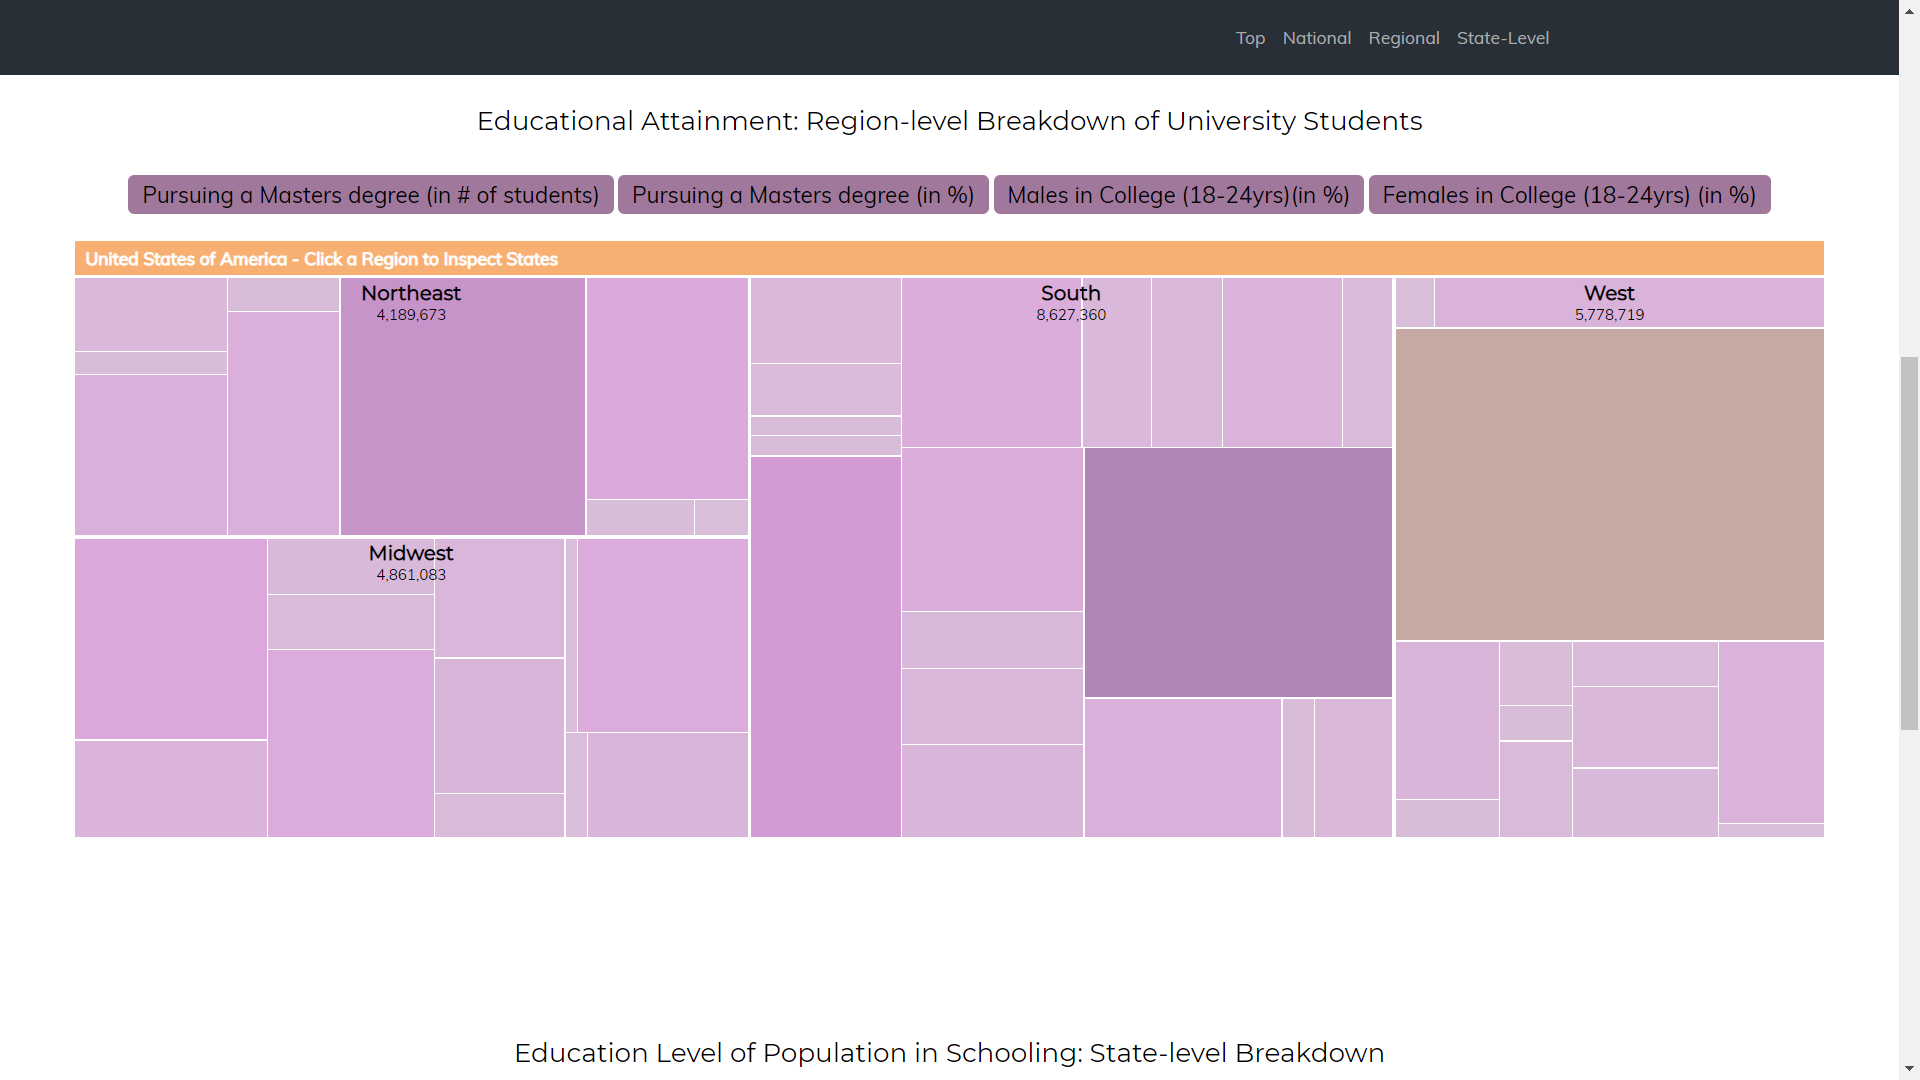 Top National Regional State-Level
Educational Attainment: Region-level Breakdown of University Students
Pursuing a Masters degree (in # of students) Pursuing a Masters degree (in %) Males in College (18-24yrs)(in %) Females in College (18-24yrs) (in %)
United States of America - Click a Region to Inspect States
Northeast
4,189,673
South
8,627,360
West
5,778,719
Midwest
4,861,083
Education Level of Population in Schooling: State-level Breakdown